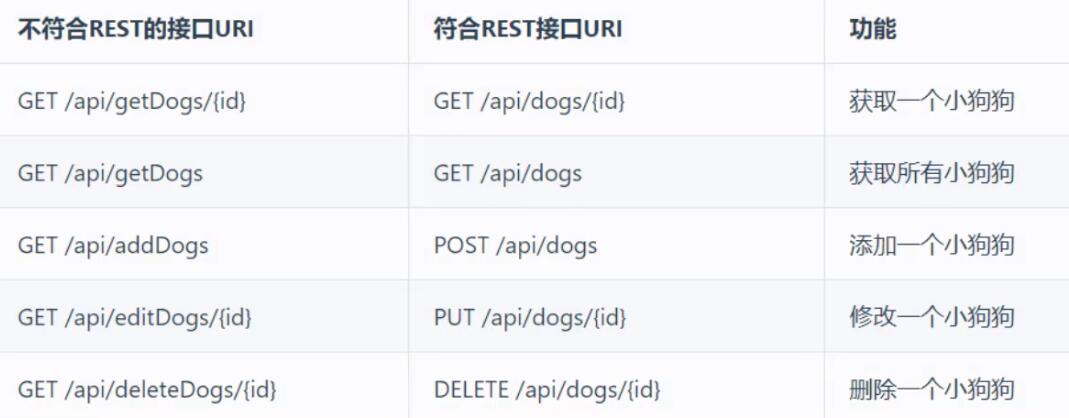 不符合REST的接口URI 符合REST接口URI 功能
GET /api/getDogs/{id} GET /api/dogs/{id} 获取一个小狗狗
GET /api/getDogs GET /api/dogs 获取所有小狗狗
GET /api/addDogs POST /api/dogs 添加一个小狗狗
GET /api/editDogs/{id} PUT /api/dogs/{id} 修改一个小狗狗
GET /api/deleteDogs/{id} DELETE /api/dogs/{id} 删除一个小狗狗